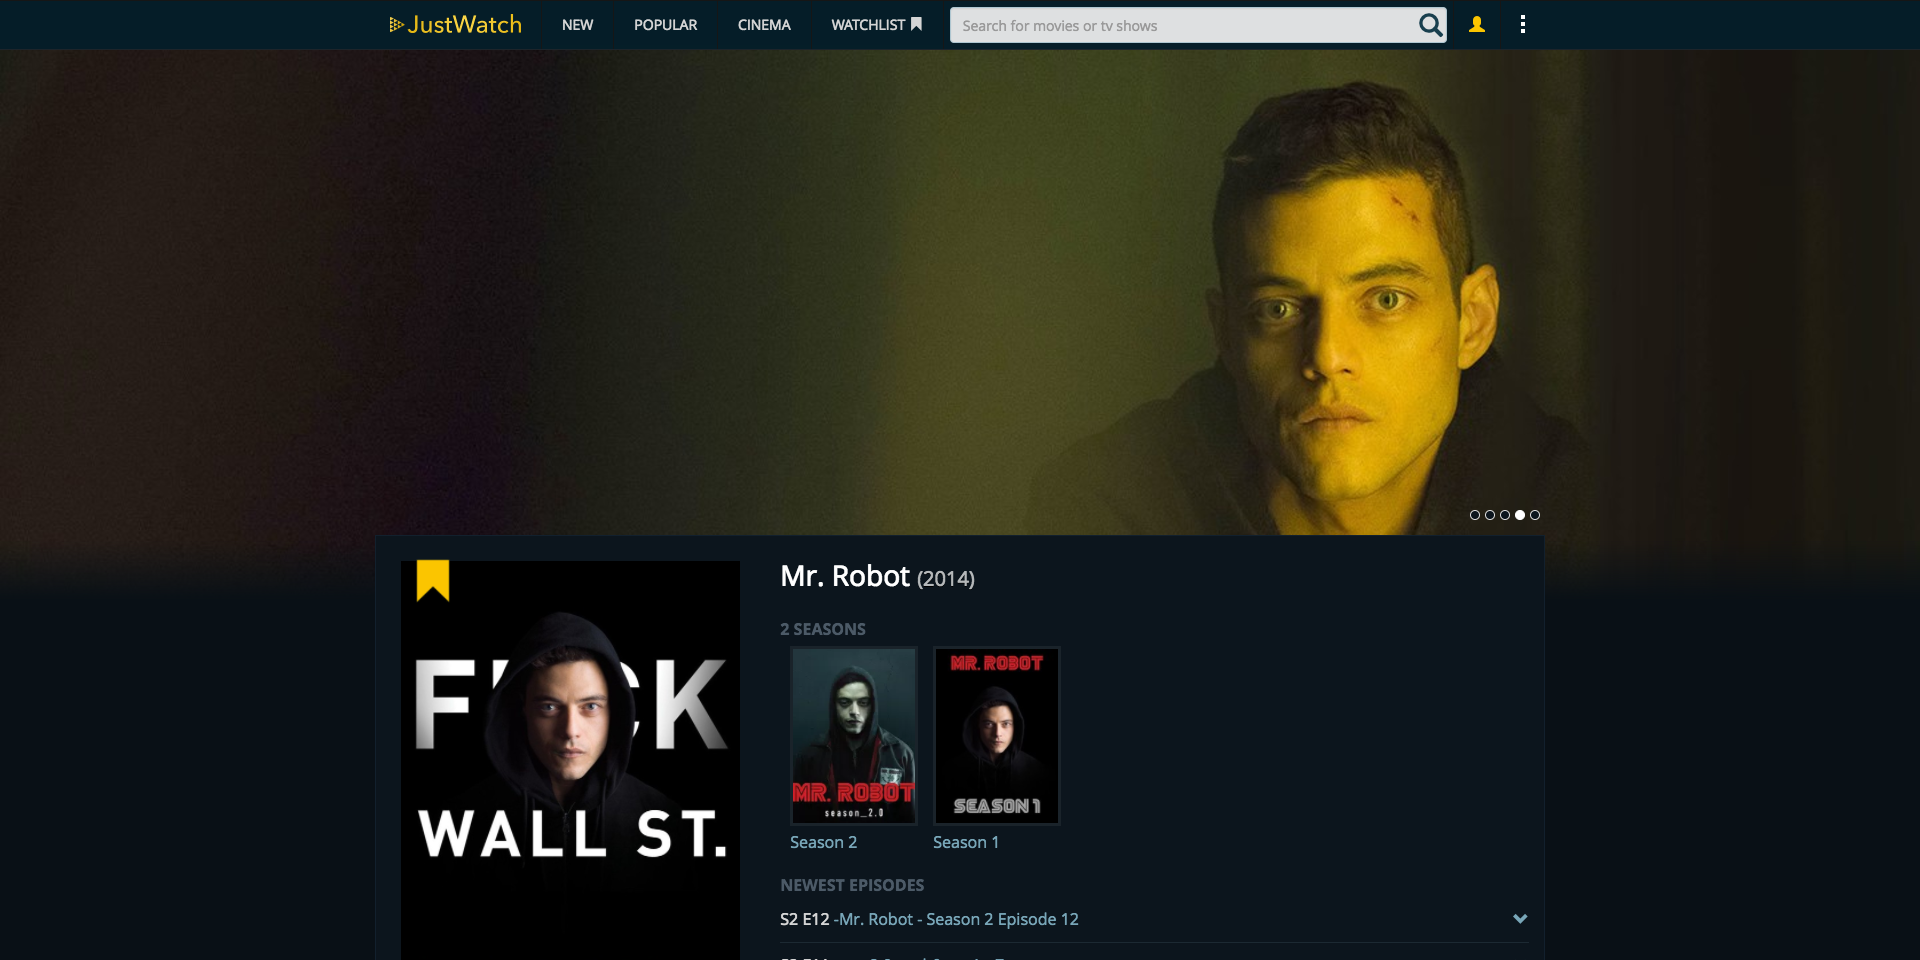 JustWatch
NEW
POPULAR
CINEMA
WATCHLIST
Search for movies or tv shows
Mr. Robot (2014)
2 SEASONS
MR. ROBOT
season_2.0
MR. ROBOT
SEASON 1
Season 2
Season 1
NEWEST EPISODES
S2 E12 -Mr. Robot - Season 2 Episode 12
F CK
WALL ST.